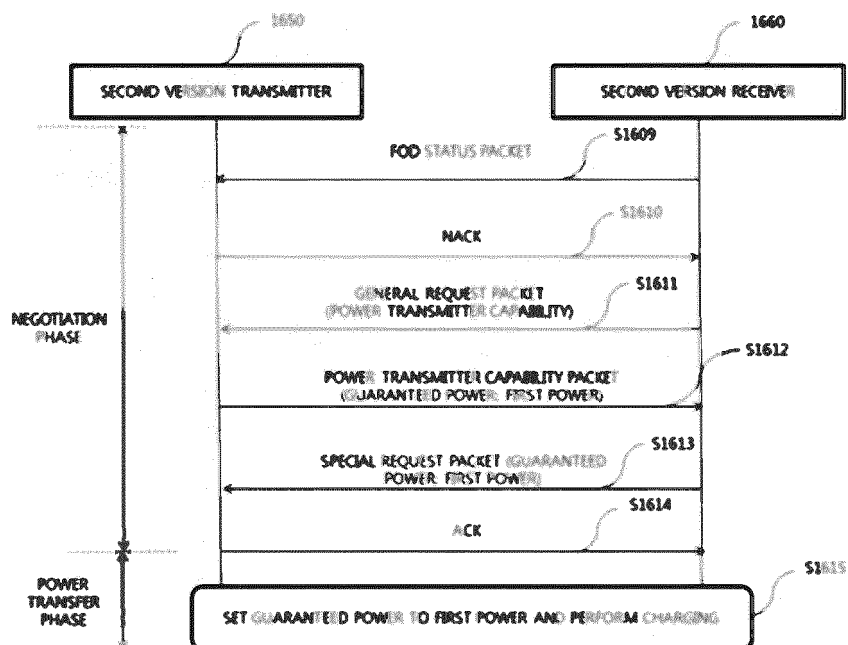 1650
1660
SECOND VERSION TRANSMITTER
SECOND VERSION RECEIVER
S1609
FOD STATUS PACKET
S1610
NACK
S1611
GENERAL REQUEST PACKET
(POWER TRANSMITTER CAPABILITY)
NEGOTIATION
PHASE
S1612
POWER TRANSMITTER CAPABILITY PACKET
(GUARANTEED POWER: FIRST POWER)
S1613
SPECIAL REQUEST PACKET (GUARANTEED
POWER: FIRST POWER)
S1614
ACK
S1615
POWER
TRANSFER
PHASE
SET GUARANTEED POWER TO FIRST POWER AND PERFORM CHARGING